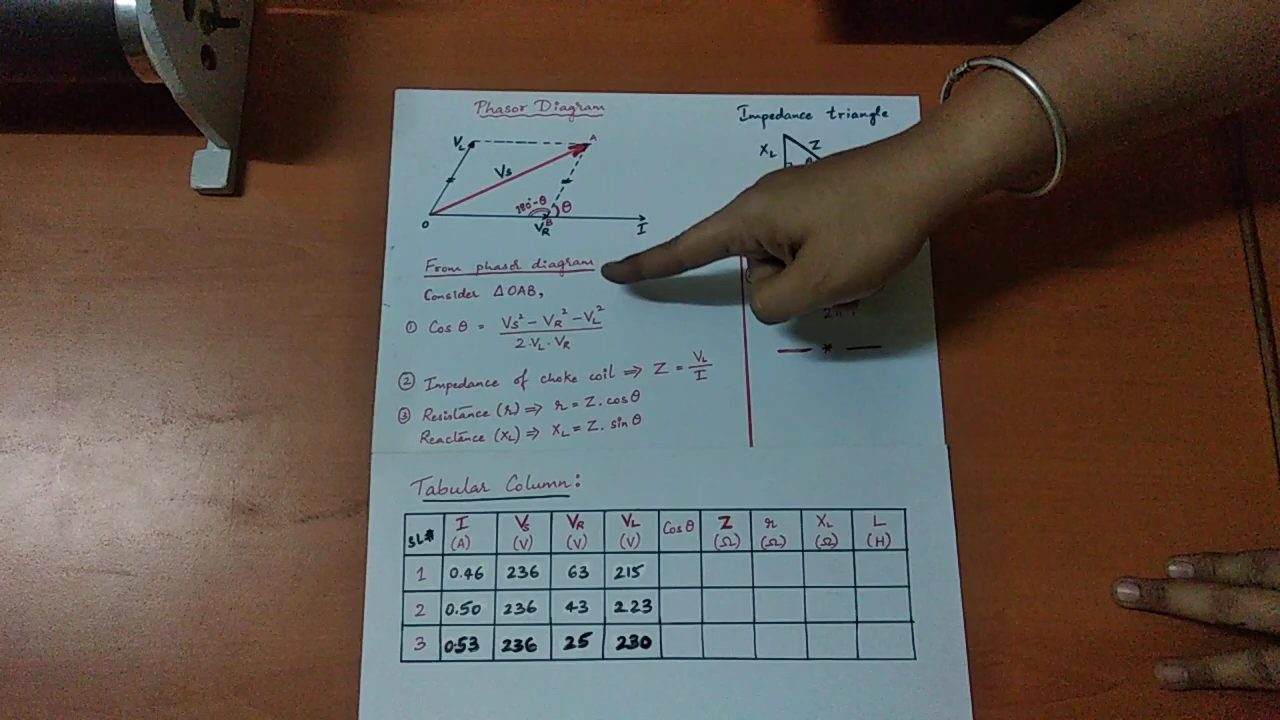 Phasor Diagram
VL
A
Vs
180°-θ
θ
O
B
VR
I
Impedance triangle
XL
Z
From phasor diagram
Consider ΔOAB,
① Cos θ = Vs² - VR² - VL² / 2·VL·VR
② Impedance of choke coil ⇒ Z = VL / I
③ Resistance (r) ⇒ r = Z. cosθ
Reactance (XL) ⇒ XL = Z. sin θ
— * —
Tabular Column:
SL# I (A) Vs (V) VR (V) VL (V) Cos θ Z (Ω) r (Ω) XL (Ω) L (H)
1 0.46 236 63 215
2 0.50 236 43 223
3 0.53 236 25 230